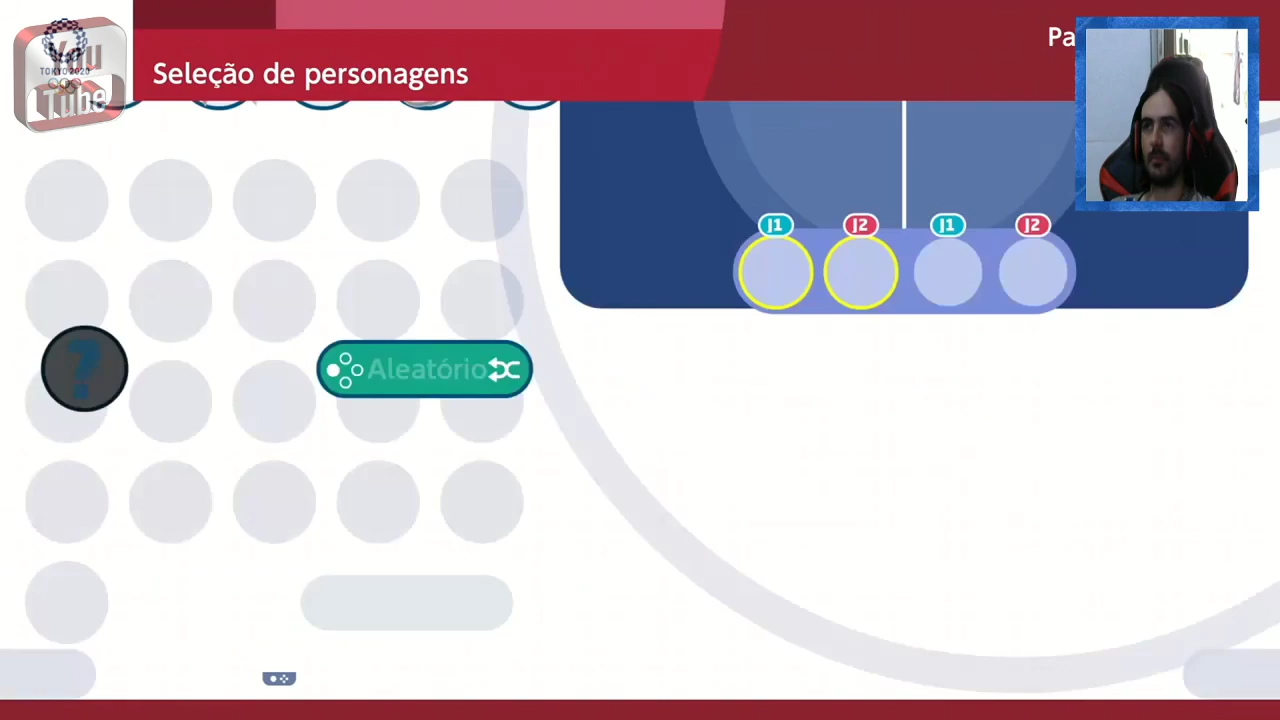 You
Tube
TOKYO 2020
Seleção de personagens
Pa
J1 J2 J1 J2
?
Aleatório